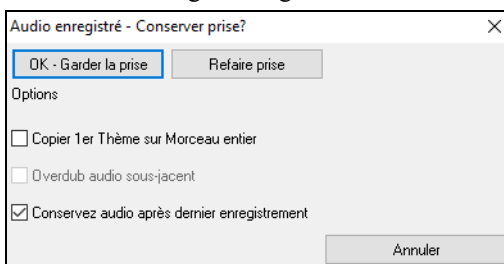 Audio enregistré - Conserver prise?
OK - Garder la prise Refaire prise
Options
Copier 1er Thème sur Morceau entier
Overdub audio sous-jacent
Conservez audio après dernier enregistrement
Annuler